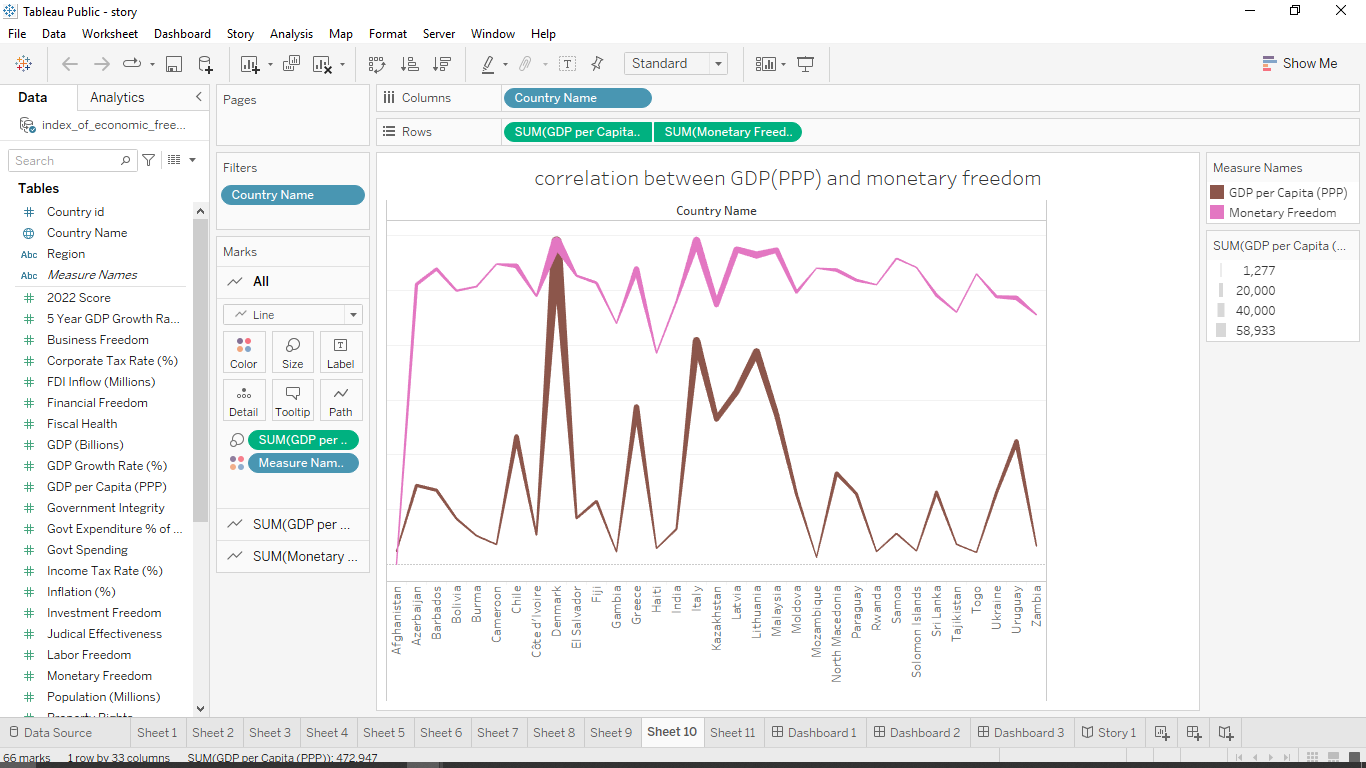 Tableau Public - story
File Data Worksheet Dashboard Story Analysis Map Format Server Window Help
Standard
Show Me
Data Analytics
index_of_economic_free...
Search
Tables
Country id
Country Name
Abc Region
Abc Measure Names
2022 Score
5 Year GDP Growth Ra...
Business Freedom
Corporate Tax Rate (%)
FDI Inflow (Millions)
Financial Freedom
Fiscal Health
GDP (Billions)
GDP Growth Rate (%)
GDP per Capita (PPP)
Government Integrity
Govt Expenditure % of ...
Govt Spending
Income Tax Rate (%)
Inflation (%)
Investment Freedom
Judical Effectiveness
Labor Freedom
Monetary Freedom
Population (Millions)
Property Rights
Pages
Filters
Country Name
Marks
All
Line
Color Size Label
Detail Tooltip Path
SUM(GDP per ..
Measure Nam..
SUM(GDP per ...
SUM(Monetary ...
Columns Country Name
Rows SUM(GDP per Capita.. SUM(Monetary Freed..
correlation between GDP(PPP) and monetary freedom
Country Name
Afghanistan
Azerbaijan
Barbados
Bolivia
Burma
Cameroon
Chile
Côte d'Ivoire
Denmark
El Salvador
Fiji
Gambia
Greece
Haiti
India
Italy
Kazakhstan
Latvia
Lithuania
Malaysia
Moldova
Mozambique
North Macedonia
Paraguay
Rwanda
Samoa
Solomon Islands
Sri Lanka
Tajikistan
Togo
Ukraine
Uruguay
Zambia
Measure Names
GDP per Capita (PPP)
Monetary Freedom
SUM(GDP per Capita (...
1,277
20,000
40,000
58,933
Data Source Sheet 1 Sheet 2 Sheet 3 Sheet 4 Sheet 5 Sheet 6 Sheet 7 Sheet 8 Sheet 9 Sheet 10 Sheet 11 Dashboard 1 Dashboard 2 Dashboard 3 Story 1
66 marks 1 row by 33 columns SUM(GDP per Capita (PPP)): 472,947